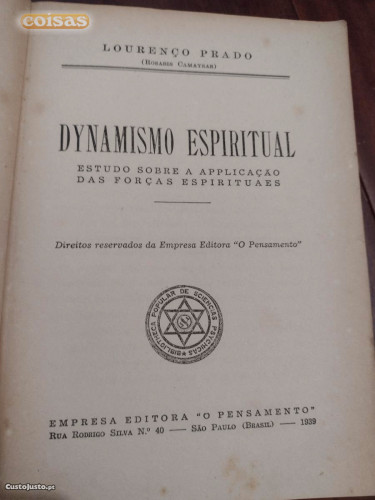 coisas
LOURENÇO PRADO
(ROSABIS CAMAYSAR)
DYNAMISMO ESPIRITUAL
ESTUDO SOBRE A APPLICAÇÃO
DAS FORÇAS ESPIRITUAES
Direitos reservados da Empresa Editora "O Pensamento"
BIBLIOTHECA POPULAR DE SCIENCIAS PSYCHICAS
EMPRESA EDITORA "O PENSAMENTO"
RUA RODRIGO SILVA N.º 40 — SÃO PAULO (BRASIL) — 1939
CustoJusto.pt